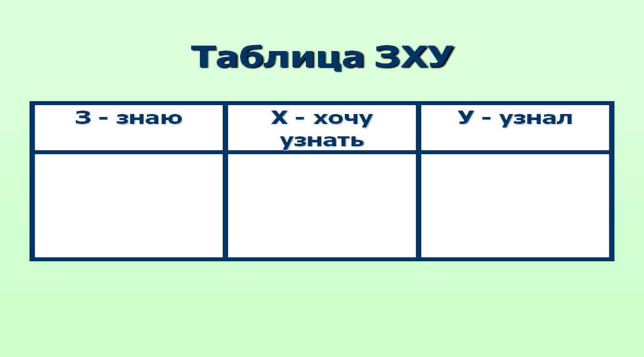 Таблица ЗХУ
З - знаю
Х - хочу
узнать
У - узнал